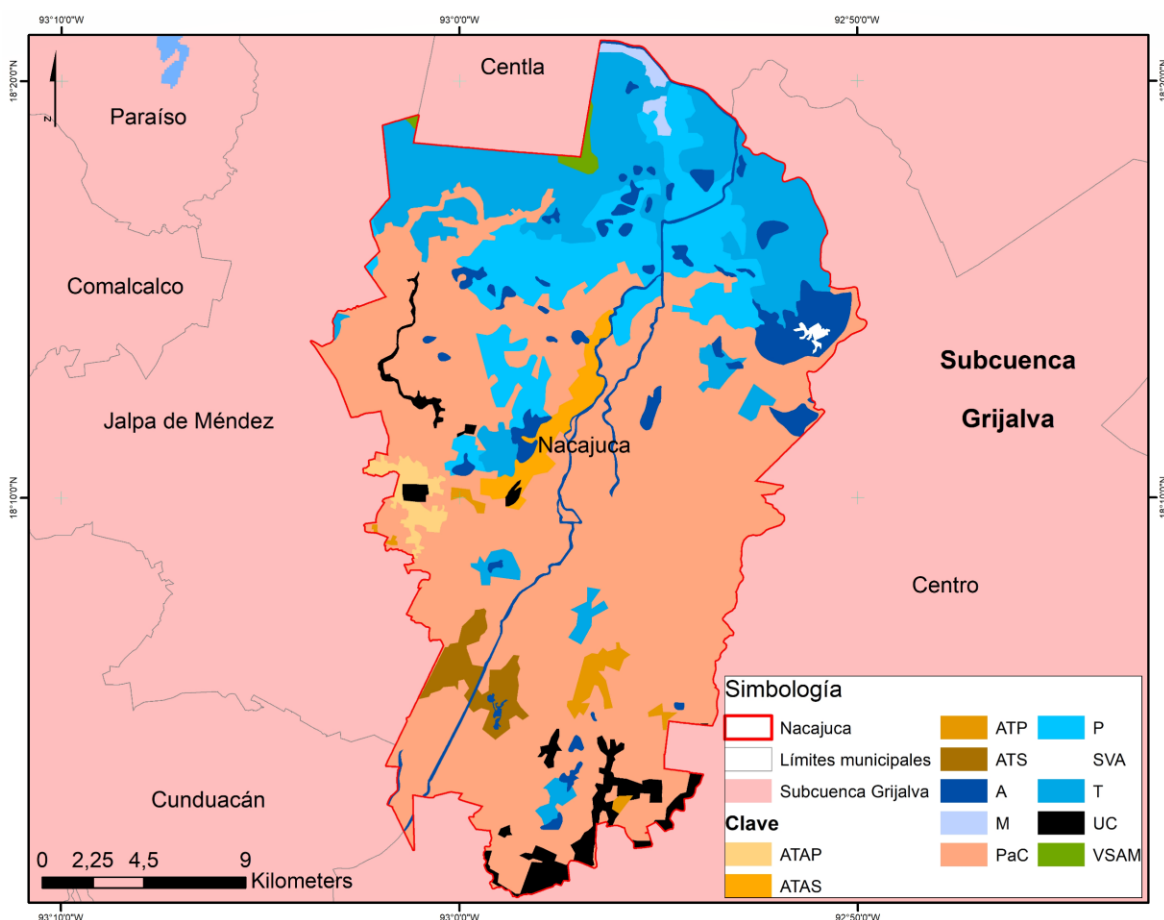 93°10'0"W 93°0'0"W 92°50'0"W
18°20'0"N 18°20'0"N
z
Centla
Paraíso
Comalcalco
Subcuenca
Grijalva
Jalpa de Méndez
Nacajuca
18°10'0"N 18°10'0"N
Centro
Cunduacán
Simbología
Nacajuca
Límites municipales
Subcuenca Grijalva
Clave
ATAP
ATAS
ATP
ATS
A
M
PaC
P
SVA
T
UC
VSAM
0 2,25 4,5 9
Kilometers
93°10'0"W 93°0'0"W 92°50'0"W